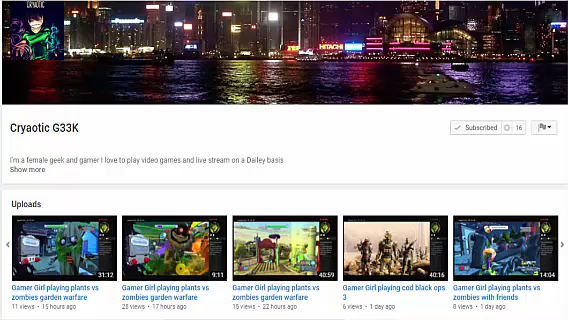 CRYAOTIC
HITACHI
Cryaotic G33K
Subscribed 16
I'm a female geek and gamer I love to play video games and live stream on a Dailey basis
Show more
Uploads
31:12
9:11
40:59
40:16
14:04
Gamer Girl playing plants vs
zombies garden warfare
11 views • 15 hours ago
Gamer Girl playing plants vs
zombies garden warfare
28 views • 17 hours ago
Gamer Girl playing plants vs
zombies garden warfare
15 views • 22 hours ago
Gamer Girl playing cod black ops
3
6 views • 1 day ago
Gamer Girl playing plants vs
zombies with friends
8 views • 1 day ago